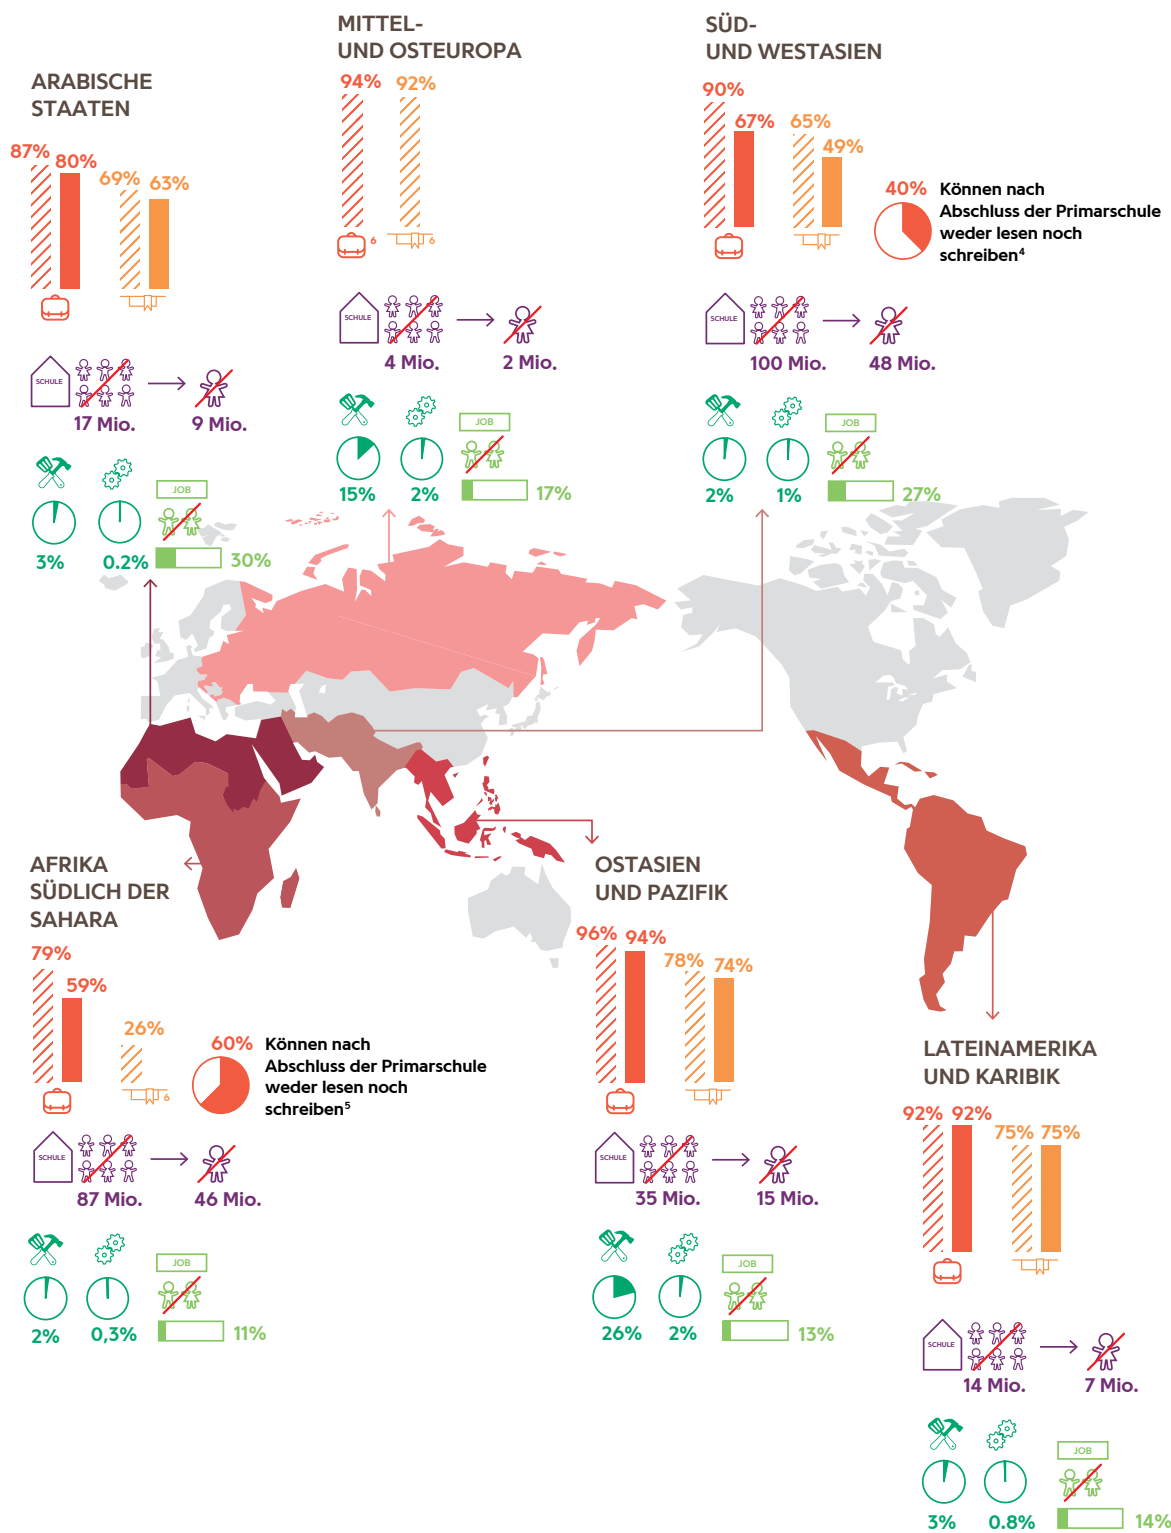 ARABISCHE
STAATEN
87%
80%
69%
63%
SCHULE
17 Mio.
9 Mio.
JOB
3%
0.2%
30%
MITTEL-
UND OSTEUROPA
94%
92%
6
6
SCHULE
4 Mio.
2 Mio.
JOB
15%
2%
17%
SÜD-
UND WESTASIEN
90%
67%
65%
49%
40%
Können nach
Abschluss der Primarschule
weder lesen noch
schreiben⁴
SCHULE
100 Mio.
48 Mio.
JOB
2%
1%
27%
AFRIKA
SÜDLICH DER
SAHARA
79%
59%
26%
6
60%
Können nach
Abschluss der Primarschule
weder lesen noch
schreiben⁵
SCHULE
87 Mio.
46 Mio.
JOB
2%
0,3%
11%
OSTASIEN
UND PAZIFIK
96%
94%
78%
74%
SCHULE
35 Mio.
15 Mio.
JOB
26%
2%
13%
LATEINAMERIKA
UND KARIBIK
92%
92%
75%
75%
SCHULE
14 Mio.
7 Mio.
JOB
3%
0.8%
14%